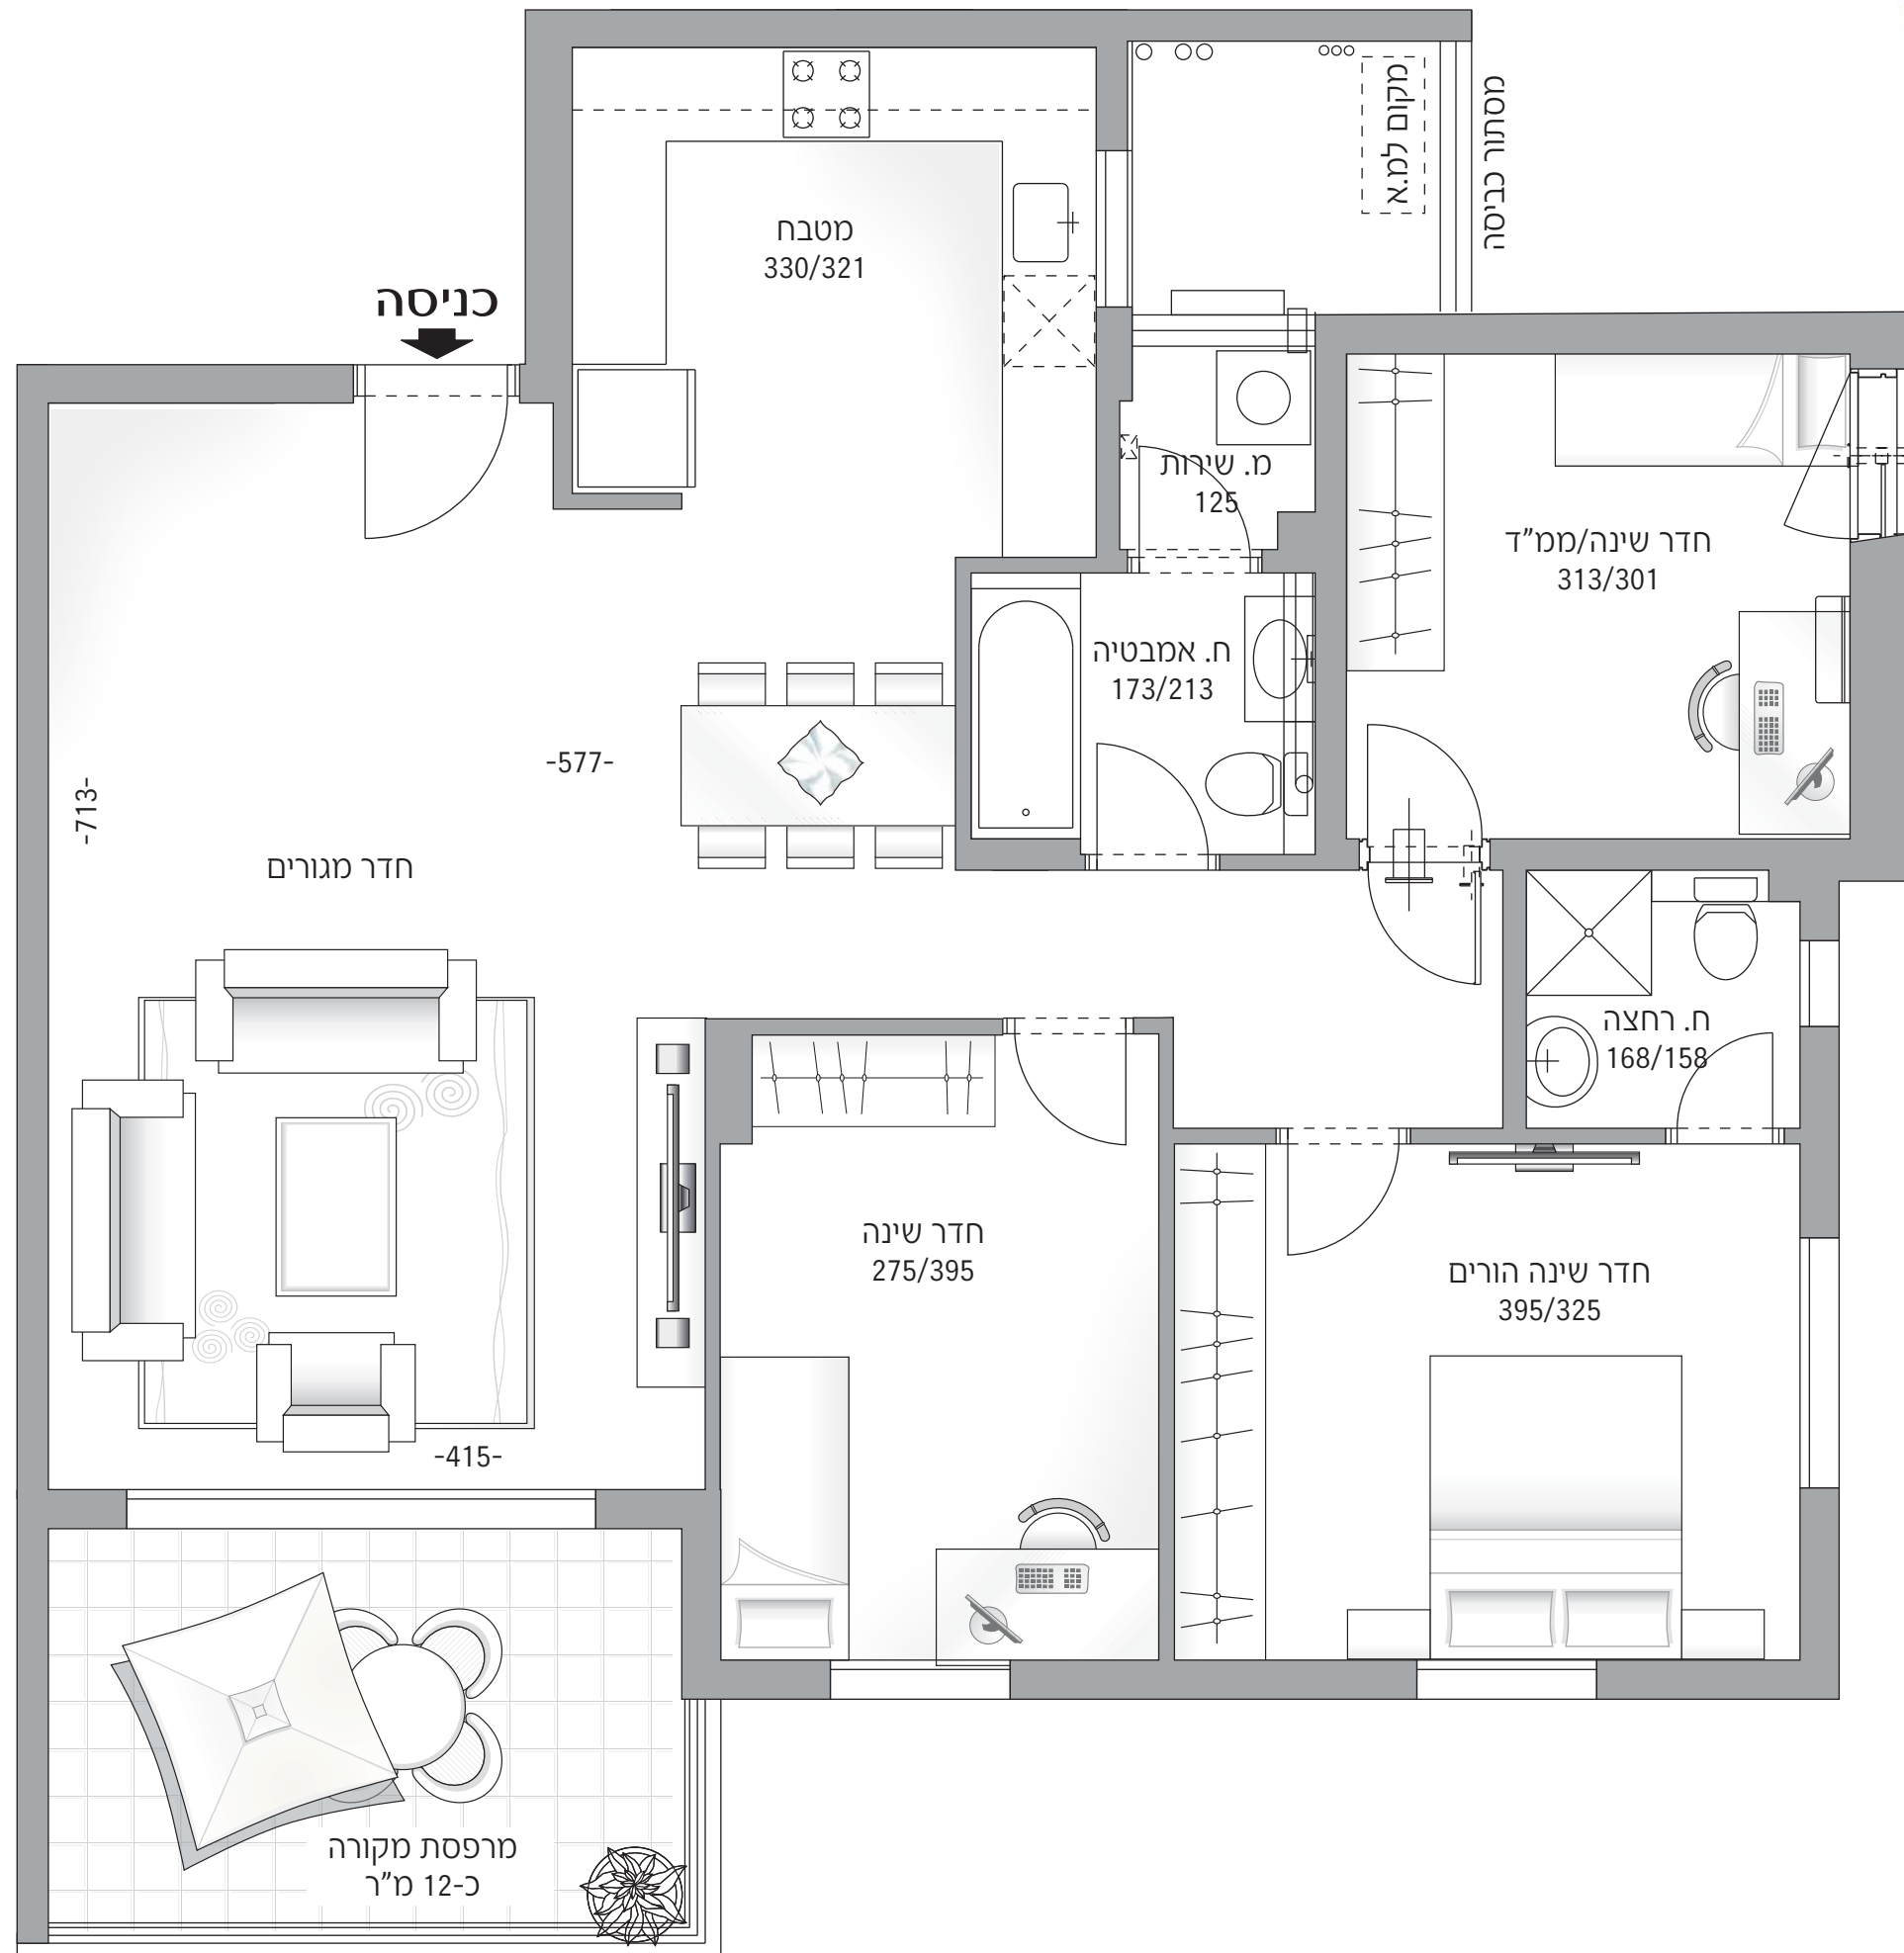 מקום למ.א
מסתור כביסה
מטבח
330/321
כניסה
מ. שירות
125
חדר שינה/ממ"ד
313/301
ח. אמבטיה
173/213
-577-
-713-
חדר מגורים
ח. רחצה
168/158
חדר שינה
275/395
חדר שינה הורים
395/325
-415-
מרפסת מקורה
כ-12 מ"ר